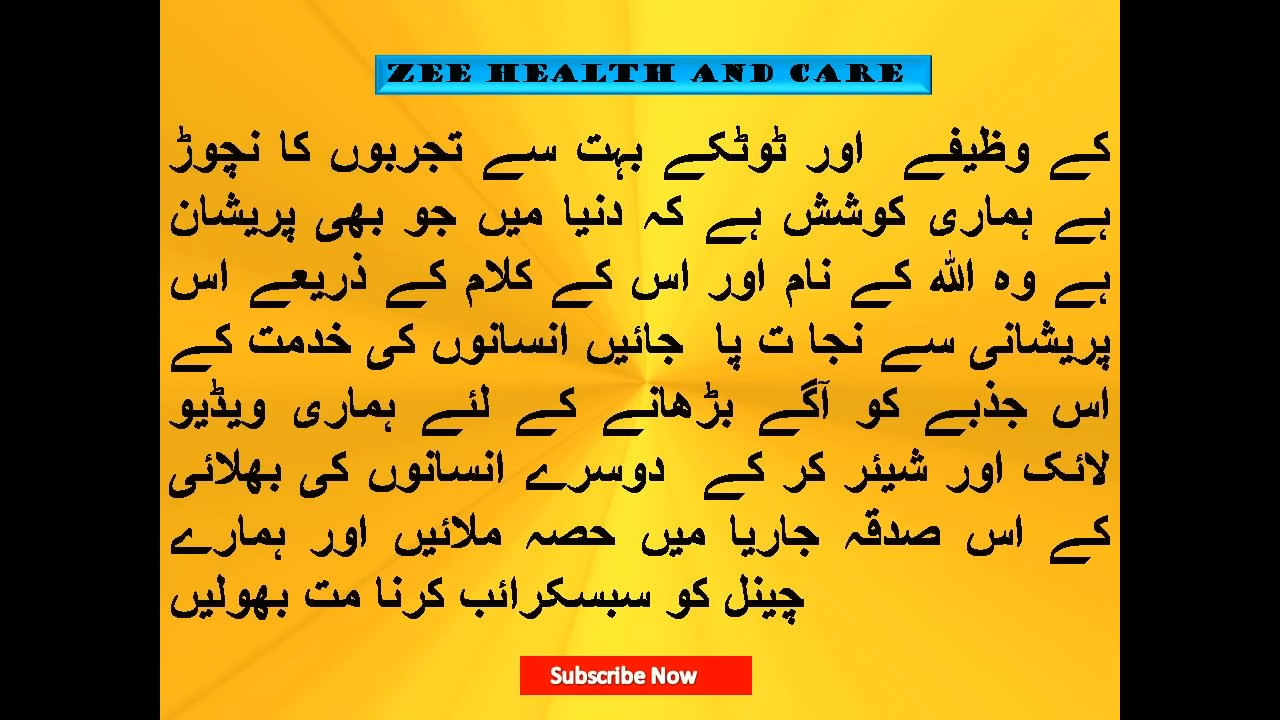 ZEE HEALTH AND CARE
کے وظیفے اور ٹوٹکے بہت سے تجربوں کا نچوڑ
ہے ہماری کوشش ہے کہ دنیا میں جو بھی پریشان
ہے وہ اللہ کے نام اور اس کے کلام کے ذریعے اس
پریشانی سے نجا ت پا جائیں انسانوں کی خدمت کے
اس جذبے کو آگے بڑھانے کے لئے ہماری ویڈیو
لائک اور شیئر کر کے دوسرے انسانوں کی بھلائی
کے اس صدقہ جاریا میں حصہ ملائیں اور ہمارے
چینل کو سبسکرائب کرنا مت بھولیں
Subscribe Now